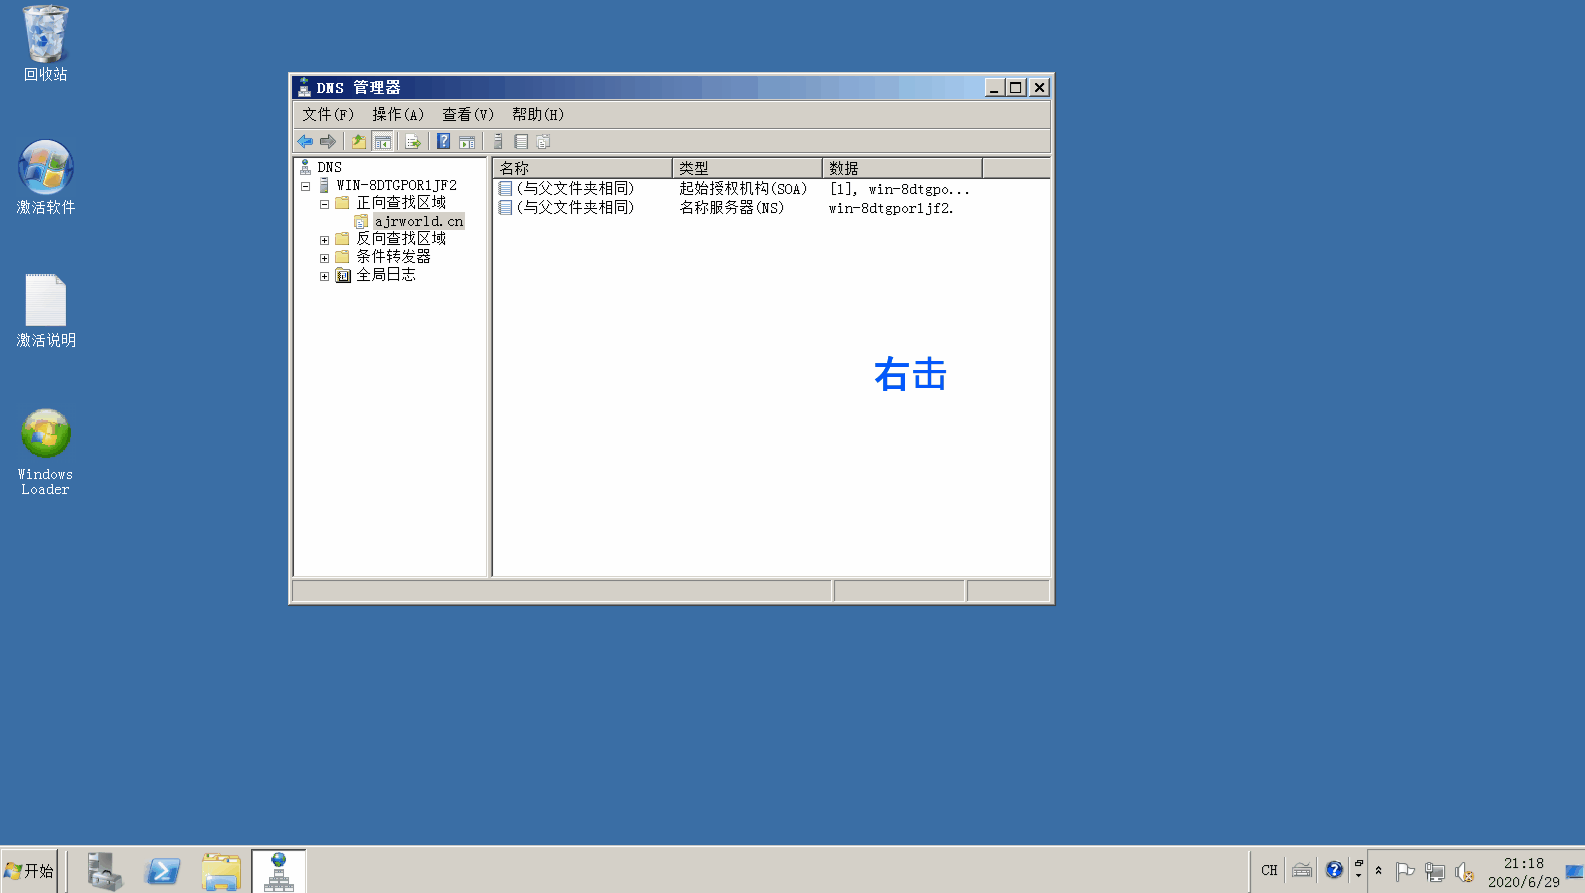 回收站
激活软件
激活说明
Windows
Loader
DNS 管理器
文件(F) 操作(A) 查看(V) 帮助(H)
DNS
WIN-8DTGPOR1JF2
正向查找区域
ajrworld.cn
反向查找区域
条件转发器
全局日志
名称 类型 数据
(与父文件夹相同) 起始授权机构(SOA) [1], win-8dtgpo...
(与父文件夹相同) 名称服务器(NS) win-8dtgpor1jf2.
右击
开始
CH
21:18
2020/6/29